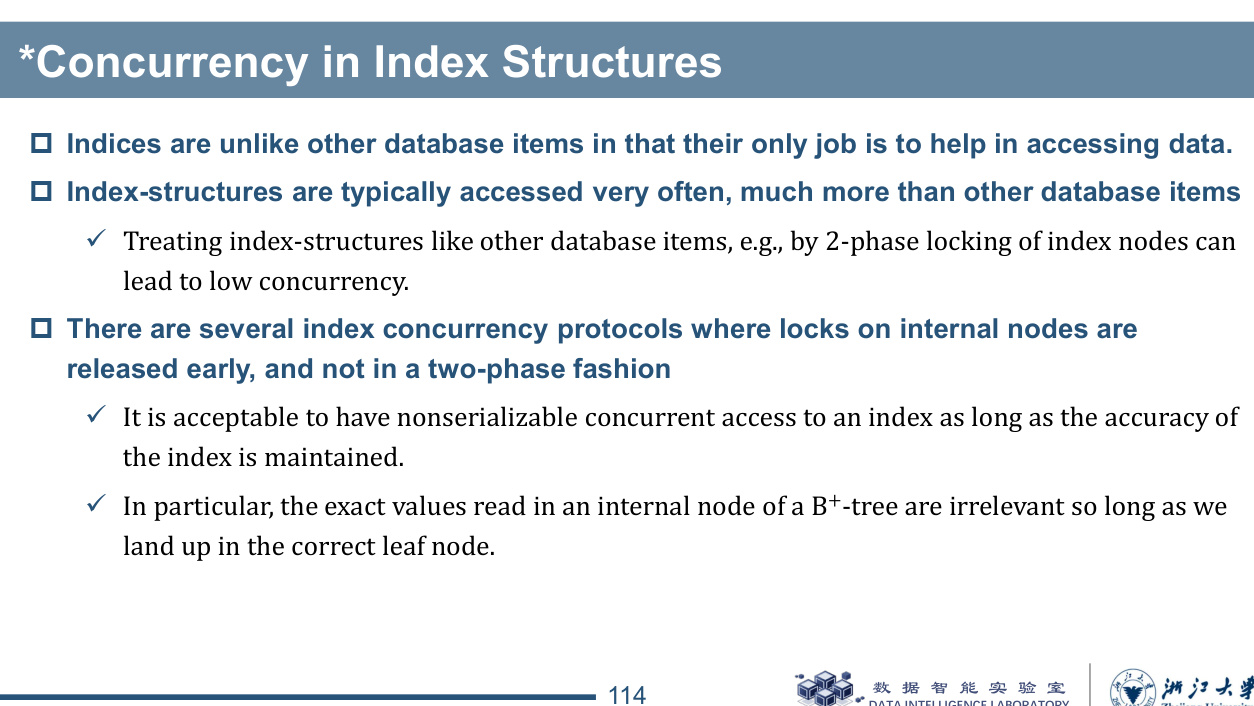 *Concurrency in Index Structures
Indices are unlike other database items in that their only job is to help in accessing data.
Index-structures are typically accessed very often, much more than other database items
✓ Treating index-structures like other database items, e.g., by 2-phase locking of index nodes can
lead to low concurrency.
There are several index concurrency protocols where locks on internal nodes are
released early, and not in a two-phase fashion
✓ It is acceptable to have nonserializable concurrent access to an index as long as the accuracy of
the index is maintained.
✓ In particular, the exact values read in an internal node of a B⁺-tree are irrelevant so long as we
land up in the correct leaf node.
114
数据智能实验室
DATA INTELLIGENCE LABORATORY
浙江大学